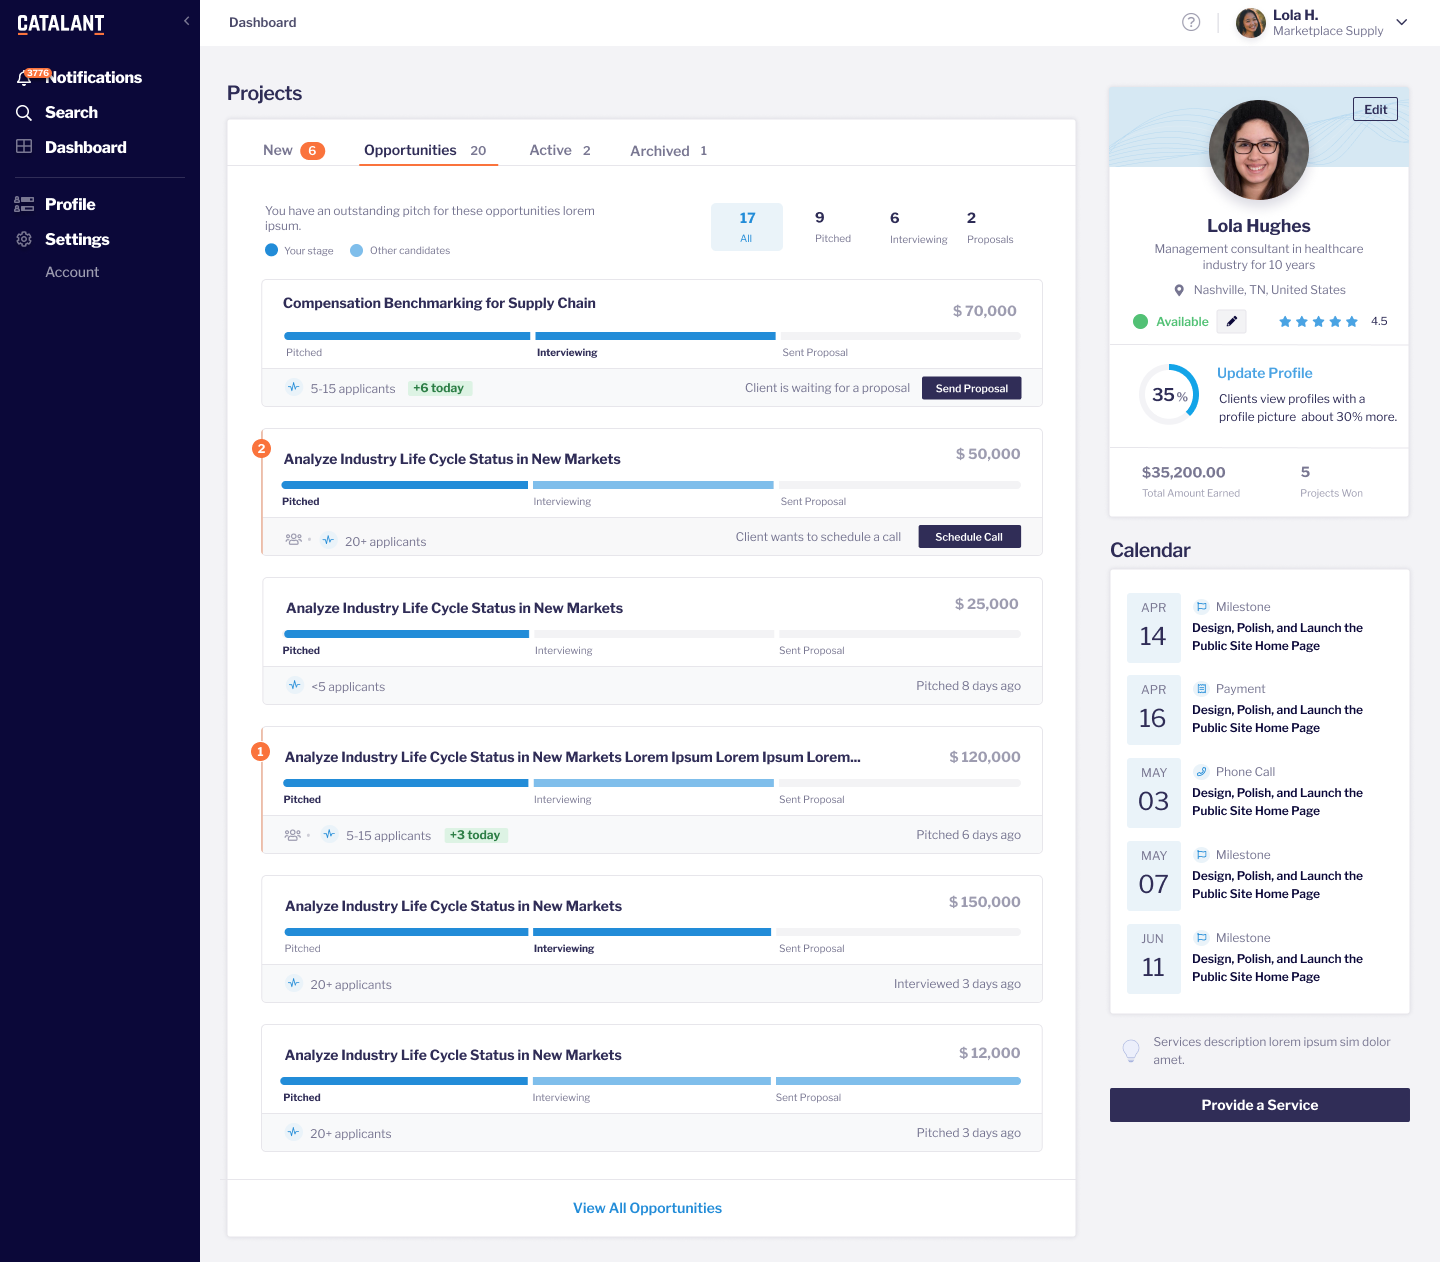 CATALANT
3776
Notifications
Search
Dashboard
Profile
Settings
Account
Dashboard
?
Lola H.
Marketplace Supply
Projects
New 6
Opportunities 20
Active 2
Archived 1
You have an outstanding pitch for these opportunities lorem
ipsum.
Your stage
Other candidates
17
All
9
Pitched
6
Interviewing
2
Proposals
Compensation Benchmarking for Supply Chain
$ 70,000
Pitched
Interviewing
Sent Proposal
5-15 applicants
+6 today
Client is waiting for a proposal
Send Proposal
2
Analyze Industry Life Cycle Status in New Markets
$ 50,000
Pitched
Interviewing
Sent Proposal
20+ applicants
Client wants to schedule a call
Schedule Call
Analyze Industry Life Cycle Status in New Markets
$ 25,000
Pitched
Interviewing
Sent Proposal
<5 applicants
Pitched 8 days ago
1
Analyze Industry Life Cycle Status in New Markets Lorem Ipsum Lorem Ipsum Lorem...
$ 120,000
Pitched
Interviewing
Sent Proposal
5-15 applicants
+3 today
Pitched 6 days ago
Analyze Industry Life Cycle Status in New Markets
$ 150,000
Pitched
Interviewing
Sent Proposal
20+ applicants
Interviewed 3 days ago
Analyze Industry Life Cycle Status in New Markets
$ 12,000
Pitched
Interviewing
Sent Proposal
20+ applicants
Pitched 3 days ago
View All Opportunities
Edit
Lola Hughes
Management consultant in healthcare
industry for 10 years
Nashville, TN, United States
Available
4.5
35 %
Update Profile
Clients view profiles with a
profile picture about 30% more.
$35,200.00
Total Amount Earned
5
Projects Won
Calendar
APR
14
Milestone
Design, Polish, and Launch the
Public Site Home Page
APR
16
Payment
Design, Polish, and Launch the
Public Site Home Page
MAY
03
Phone Call
Design, Polish, and Launch the
Public Site Home Page
MAY
07
Milestone
Design, Polish, and Launch the
Public Site Home Page
JUN
11
Milestone
Design, Polish, and Launch the
Public Site Home Page
Services description lorem ipsum sim dolor
amet.
Provide a Service